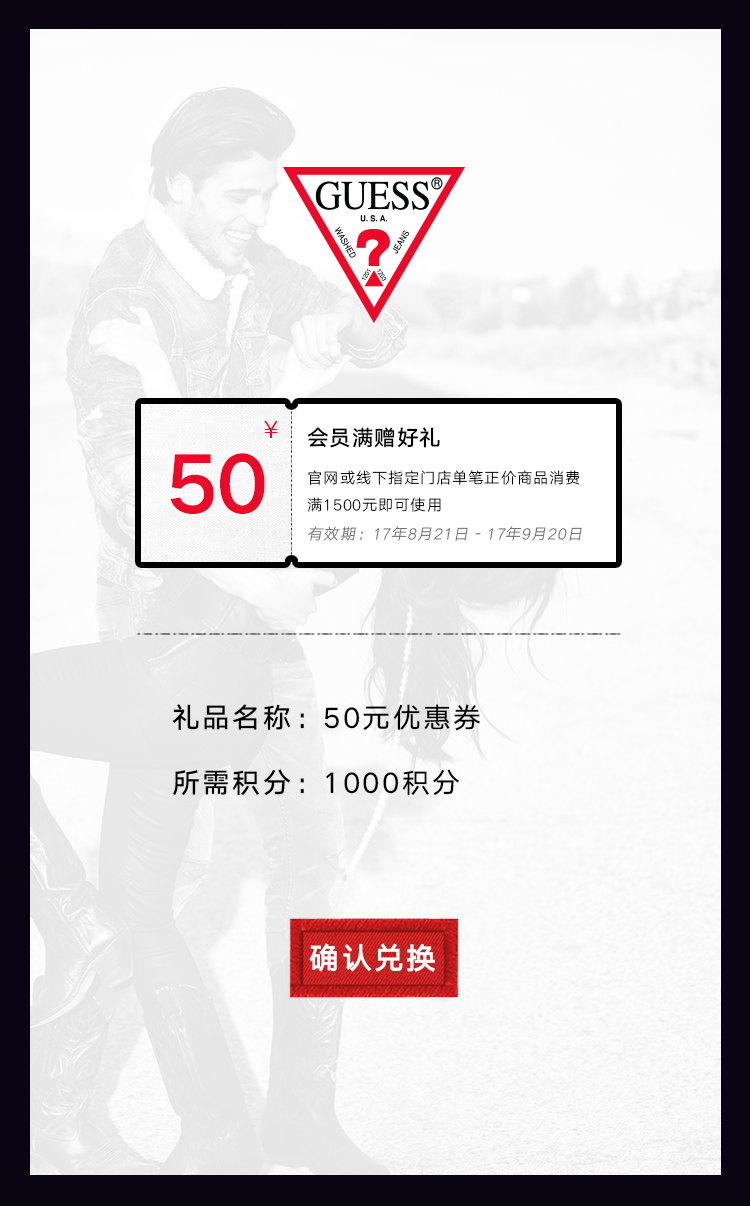 GUESS®
U.S.A.
WASHED
?
JEANS
1201 1203
¥
50
会员满赠好礼
官网或线下指定门店单笔正价商品消费
满1500元即可使用
有效期：17年8月21日 - 17年9月20日
礼品名称：50元优惠券
所需积分：1000积分
确认兑换